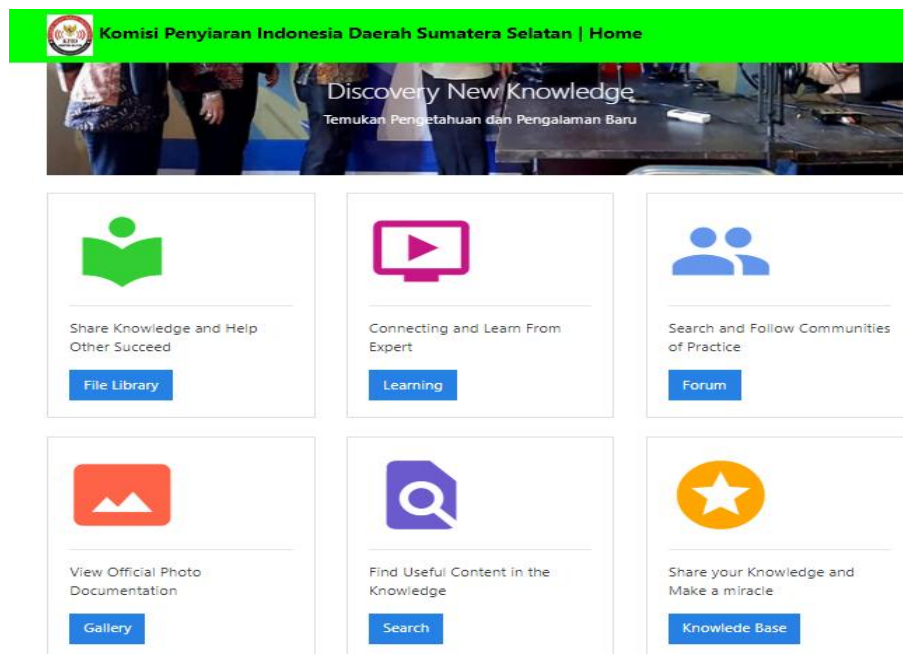 Komisi Penyiaran Indonesia Daerah Sumatera Selatan | Home
Discovery New Knowledge
Temukan Pengetahuan dan Pengalaman Baru
Share Knowledge and Help
Other Succeed
File Library
Connecting and Learn From
Expert
Learning
Search and Follow Communities
of Practice
Forum
View Official Photo
Documentation
Gallery
Find Useful Content in the
Knowledge
Search
Share your Knowledge and
Make a miracle
Knowlede Base